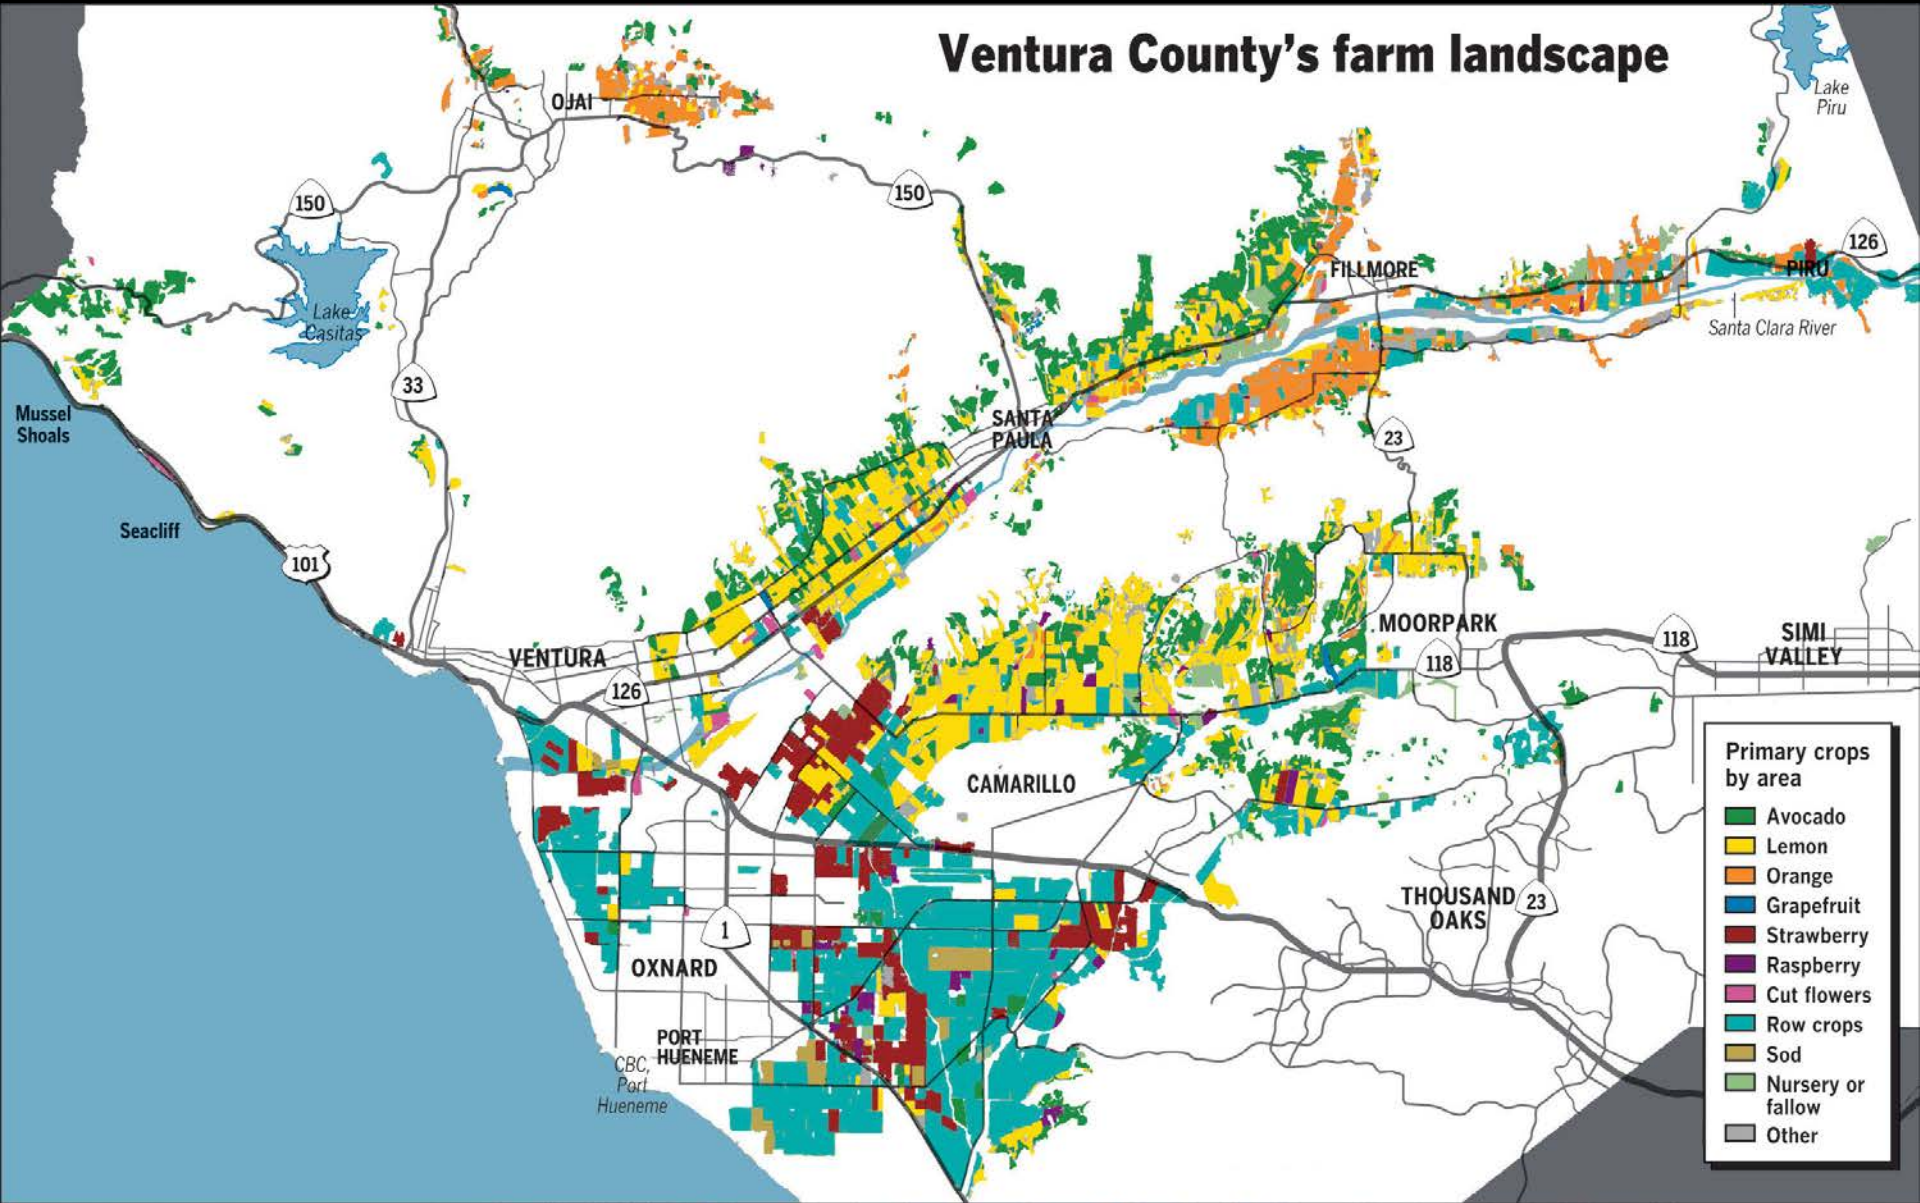 Ventura County's farm landscape
Lake
Piru
OJAI
150
150
126
FILLMORE
PIRU
Lake
Casitas
Santa Clara River
33
Mussel
Shoals
SANTA
PAULA
23
Seacliff
101
MOORPARK
118
118
SIMI
VALLEY
VENTURA
126
CAMARILLO
THOUSAND
OAKS
23
1
OXNARD
PORT
HUENEME
CBC,
Port
Hueneme
Primary crops
by area
Avocado
Lemon
Orange
Grapefruit
Strawberry
Raspberry
Cut flowers
Row crops
Sod
Nursery or
fallow
Other